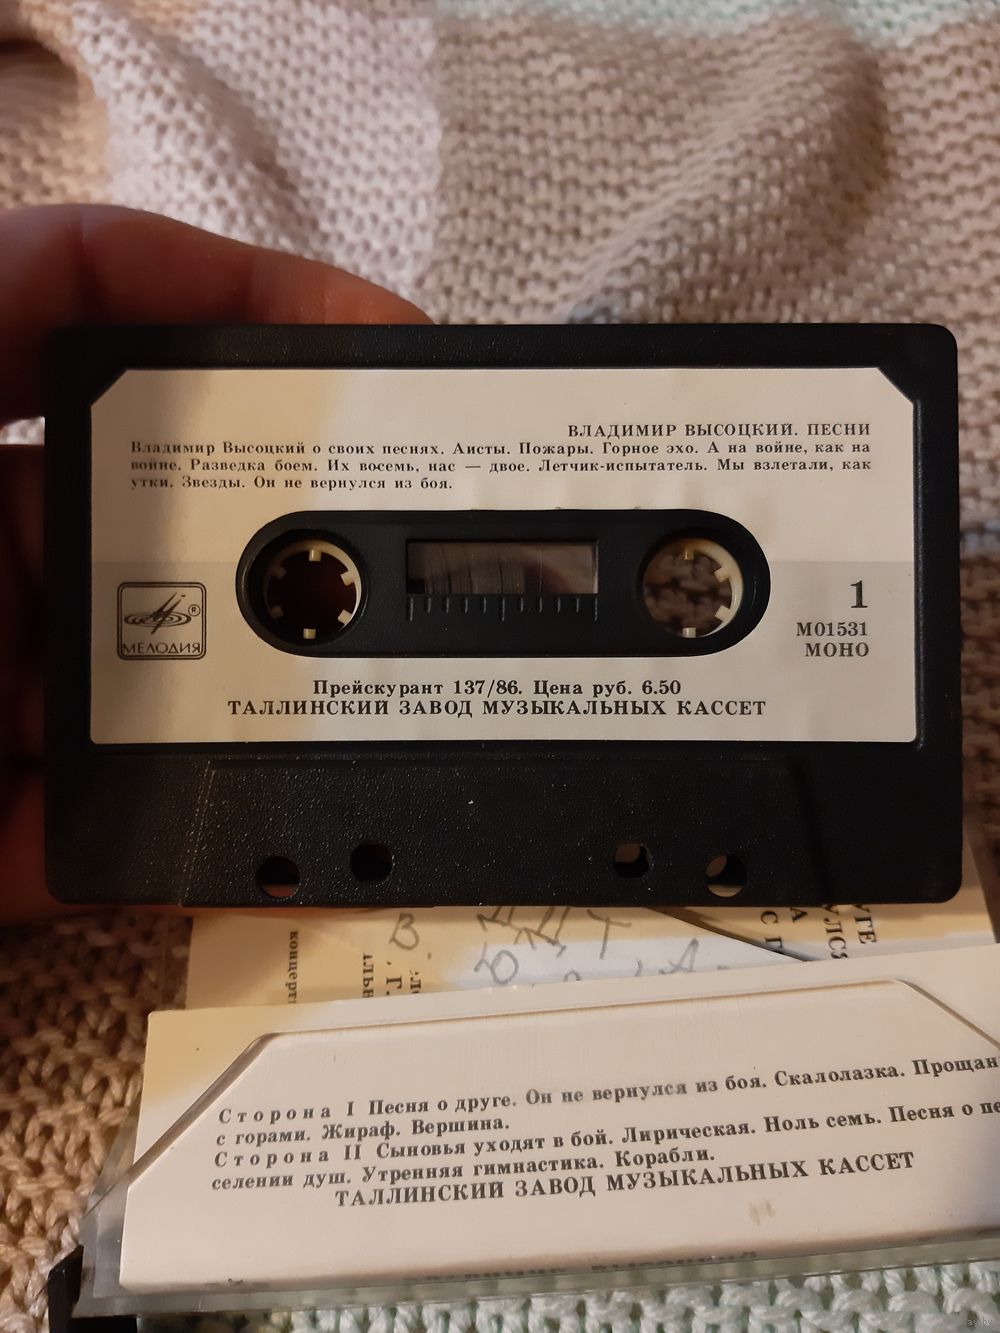 ВЛАДИМИР ВЫСОЦКИЙ. ПЕСНИ
Владимир Высоцкий о своих песнях. Аисты. Пожары. Горное эхо. А на войне, как на
войне. Разведка боем. Их восемь, нас — двое. Летчик-испытатель. Мы взлетали, как
утки. Звезды. Он не вернулся из боя.
МЕЛОДИЯ ®
1
М01531
МОНО
Прейскурант 137/86. Цена руб. 6.50
ТАЛЛИНСКИЙ ЗАВОД МУЗЫКАЛЬНЫХ КАССЕТ
УГЕ
УЛСЯ
А
С Г
концерт
Сторона I Песня о друге. Он не вернулся из боя. Скалолазка. Прощан
с горами. Жираф. Вершина.
Сторона II Сыновья уходят в бой. Лирическая. Ноль семь. Песня о пе
селении душ. Утренняя гимнастика. Корабли.
ТАЛЛИНСКИЙ ЗАВОД МУЗЫКАЛЬНЫХ КАССЕТ